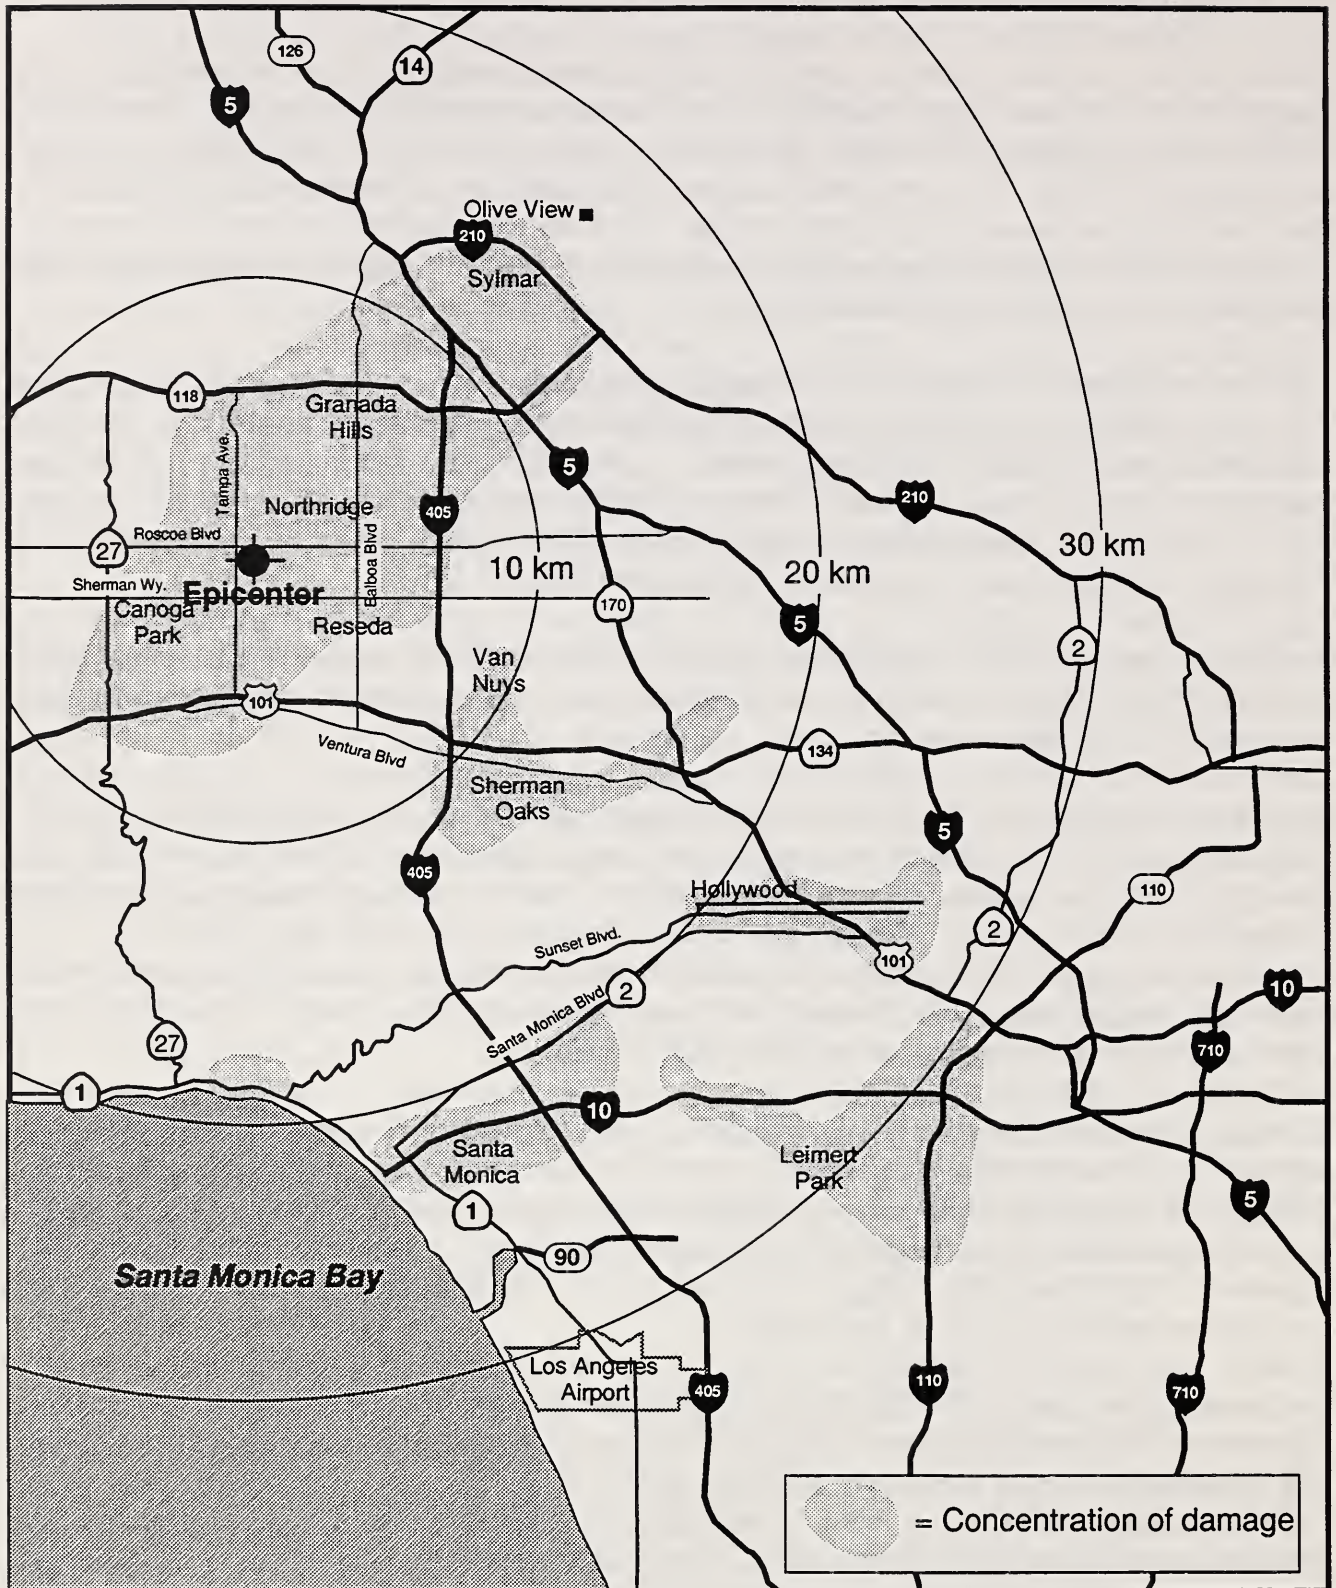 126
14
5
Olive View
210
Sylmar
118
Granada
Hills
Tampa Ave.
5
Northridge
405
210
Balboa Blvd
Roscoe Blvd
27
30 km
10 km
20 km
Sherman Wy.
Epicenter
Canoga
Park
170
Reseda
5
2
Van
Nuys
101
134
Ventura Blvd
Sherman
Oaks
5
405
Hollywood
110
2
Sunset Blvd.
101
2
10
Santa Monica Blvd.
27
710
1
10
Santa
Monica
Leimert
Park
5
1
90
Santa Monica Bay
Los Angeles
Airport
405
110
710
= Concentration of damage